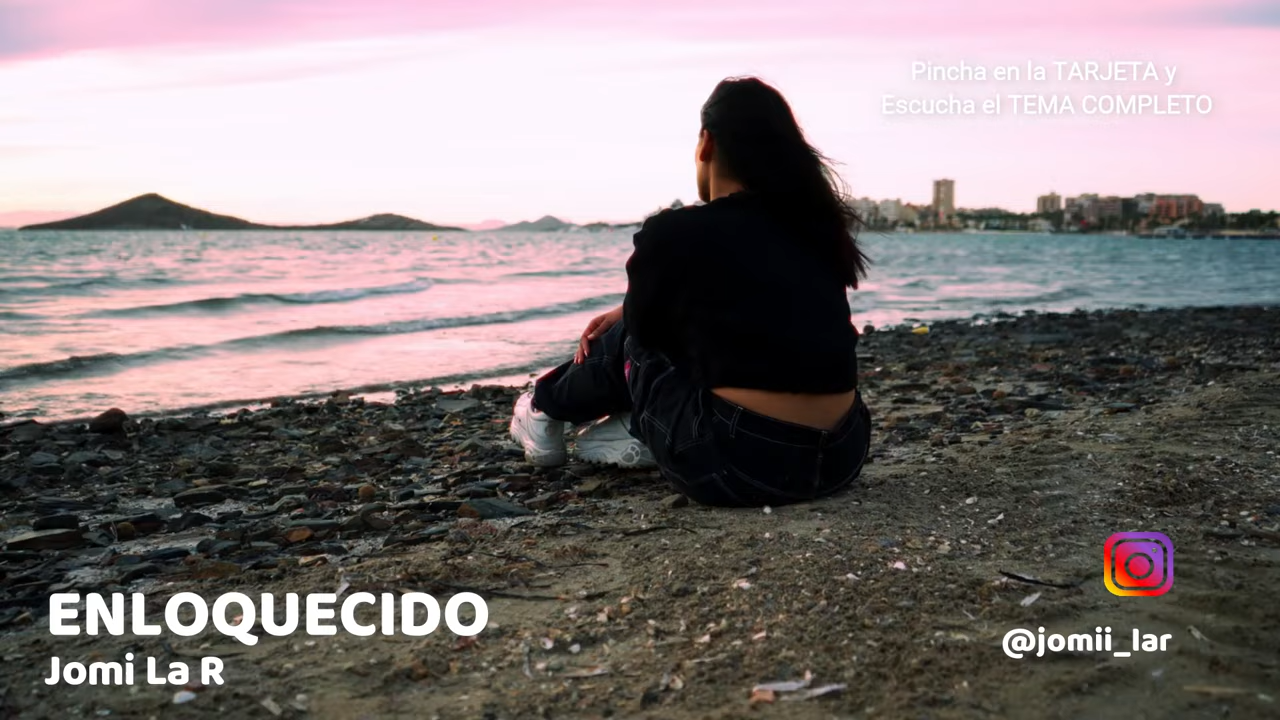 Pincha en la TARJETA y
Escucha el TEMA COMPLETO
ENLOQUECIDO
Jomi La R
@jomii_lar